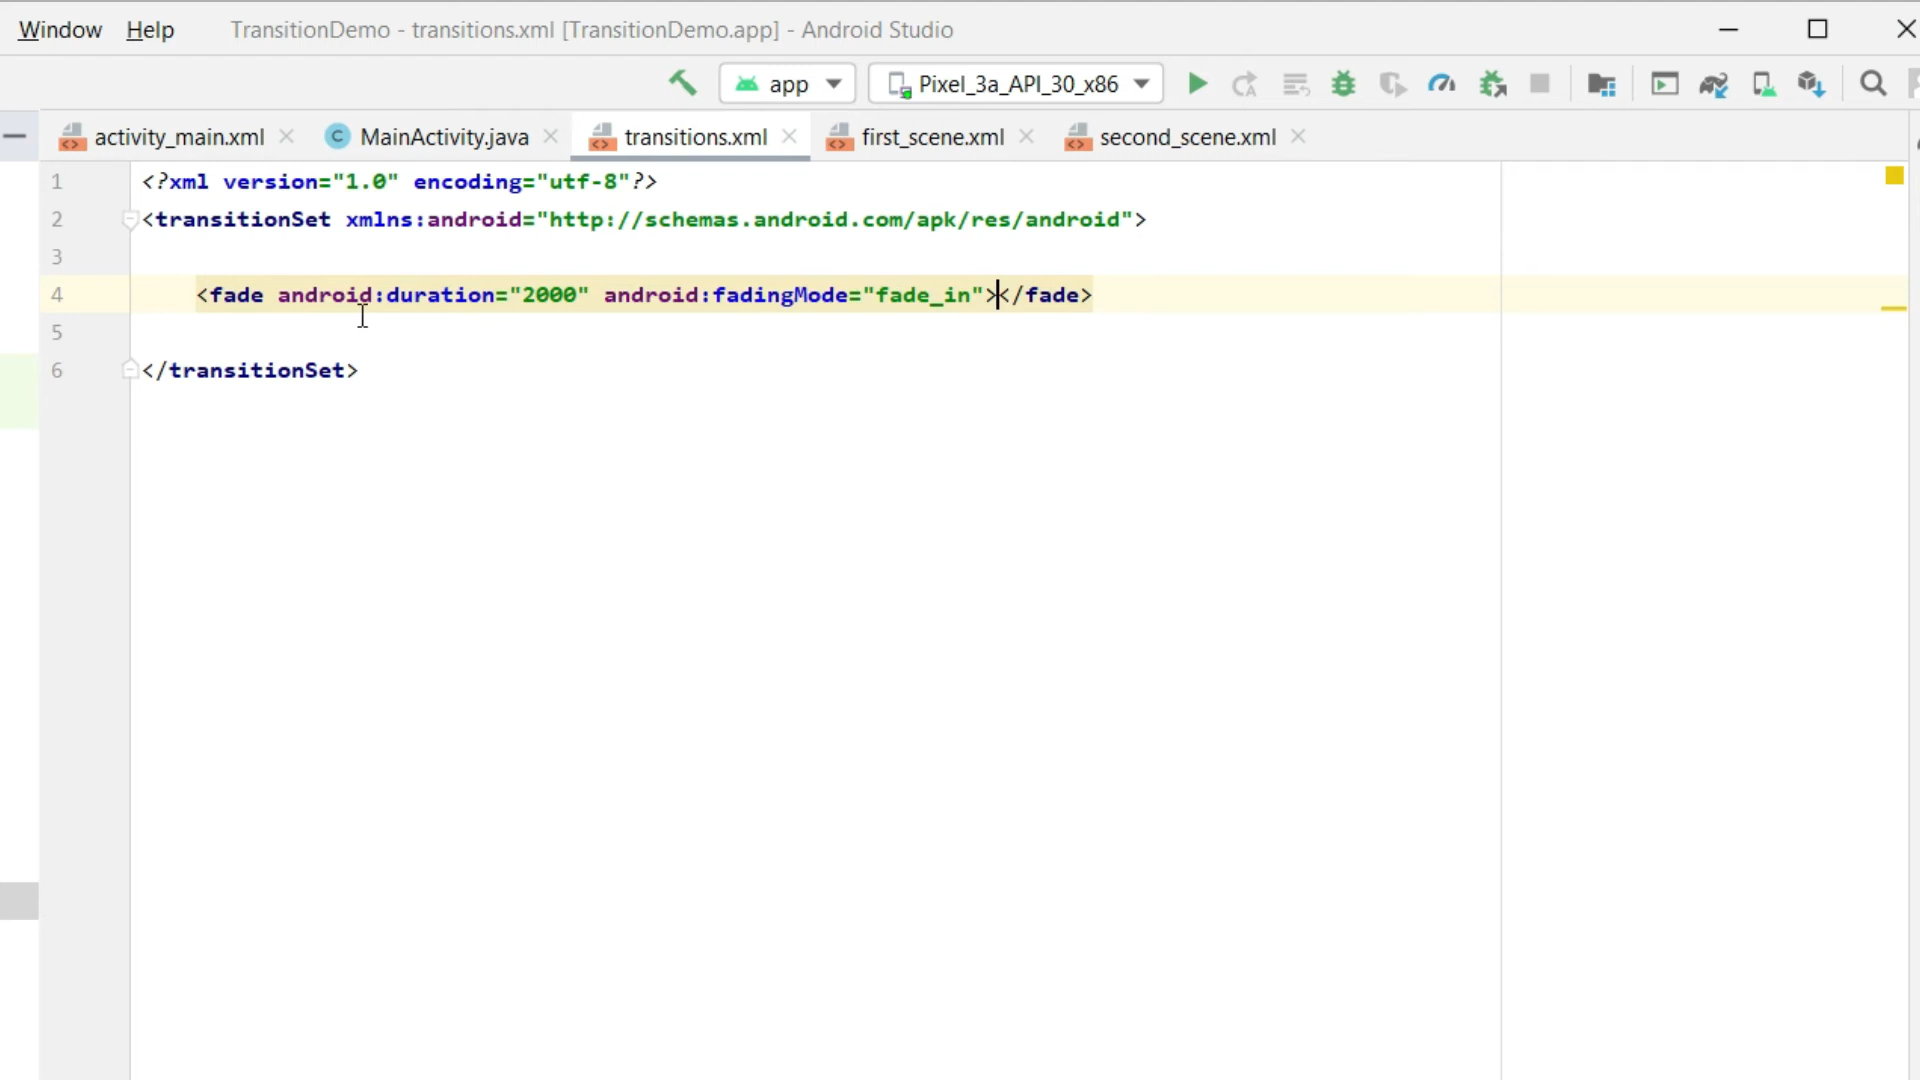 Window Help TransitionDemo - transitions.xml [TransitionDemo.app] - Android Studio
app Pixel_3a_API_30_x86
activity_main.xml MainActivity.java transitions.xml first_scene.xml second_scene.xml
1 <?xml version="1.0" encoding="utf-8"?>
2 <transitionSet xmlns:android="http://schemas.android.com/apk/res/android">
3
4 <fade android:duration="2000" android:fadingMode="fade_in"></fade>
5
6 </transitionSet>